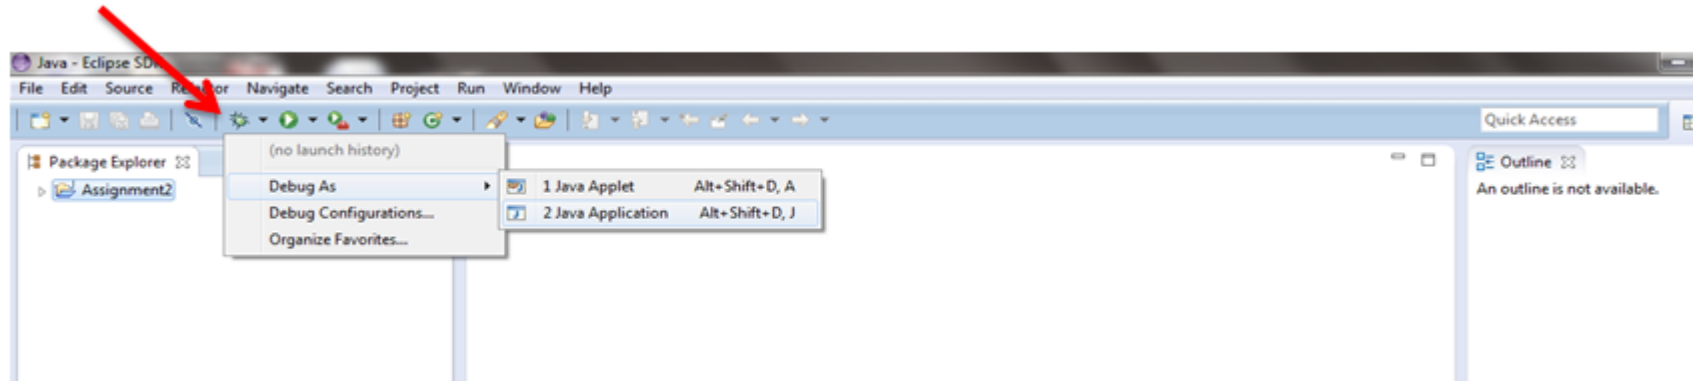 Java - Eclipse SD
File Edit Source Navigate Search Project Run Window Help
Quick Access
Package Explorer
Assignment2
(no launch history)
Debug As
Debug Configurations...
Organize Favorites...
1 Java Applet Alt+Shift+D, A
2 Java Application Alt+Shift+D, J
Outline
An outline is not available.